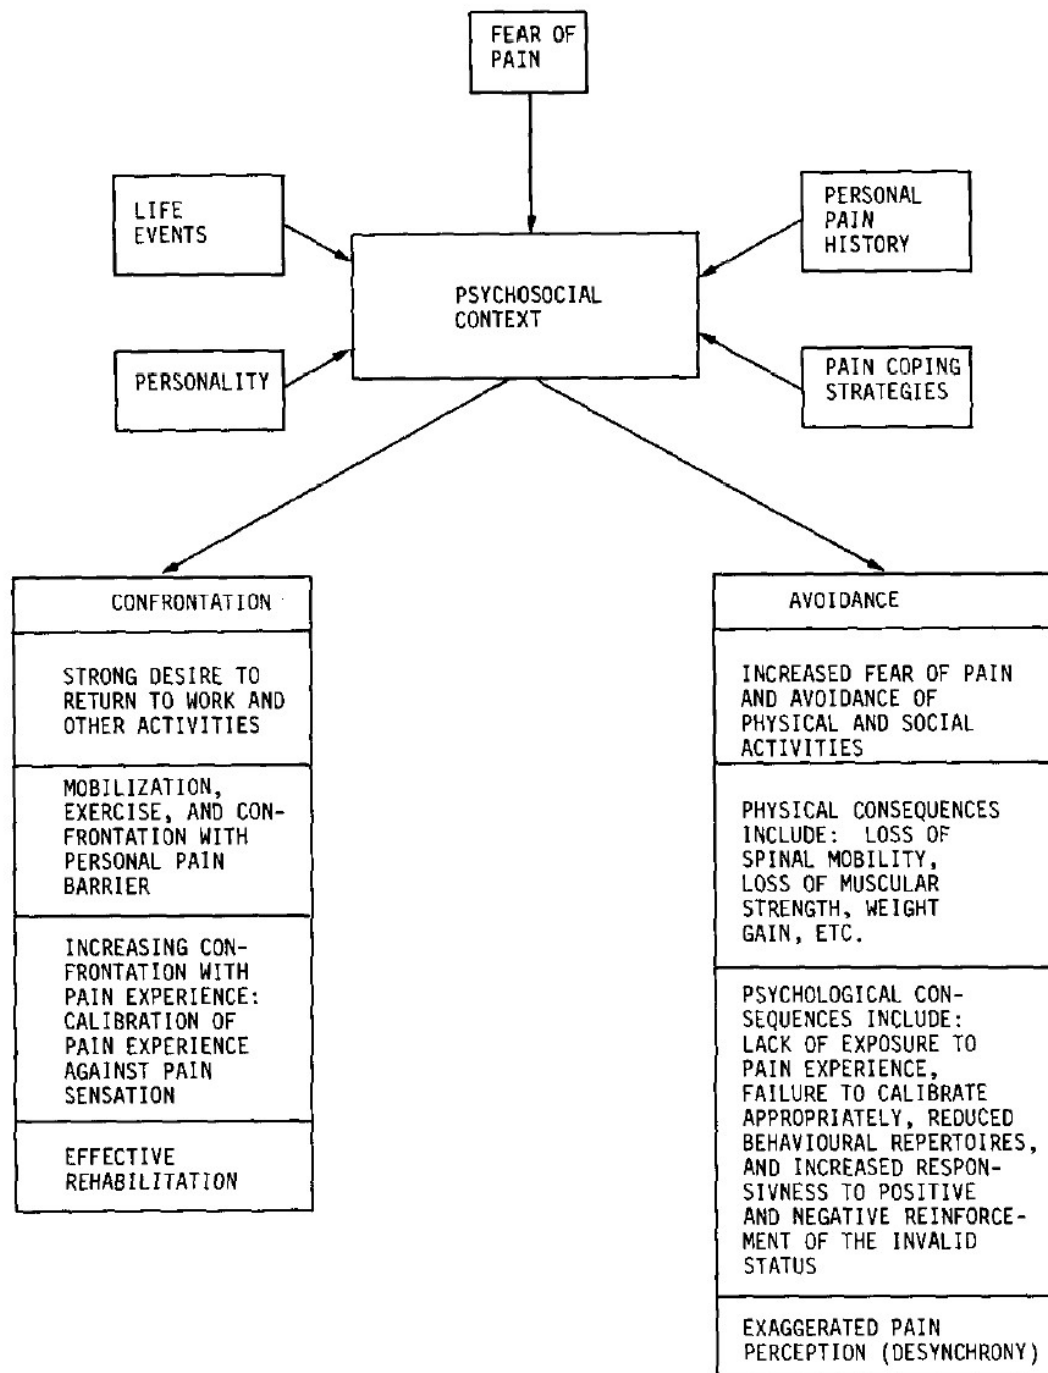 FEAR OF
PAIN
LIFE
EVENTS
PERSONAL
PAIN
HISTORY
PSYCHOSOCIAL
CONTEXT
PERSONALITY
PAIN COPING
STRATEGIES
CONFRONTATION
STRONG DESIRE TO
RETURN TO WORK AND
OTHER ACTIVITIES
MOBILIZATION,
EXERCISE, AND CON-
FRONTATION WITH
PERSONAL PAIN
BARRIER
INCREASING CON-
FRONTATION WITH
PAIN EXPERIENCE:
CALIBRATION OF
PAIN EXPERIENCE
AGAINST PAIN
SENSATION
EFFECTIVE
REHABILITATION
AVOIDANCE
INCREASED FEAR OF PAIN
AND AVOIDANCE OF
PHYSICAL AND SOCIAL
ACTIVITIES
PHYSICAL CONSEQUENCES
INCLUDE: LOSS OF
SPINAL MOBILITY,
LOSS OF MUSCULAR
STRENGTH, WEIGHT
GAIN, ETC.
PSYCHOLOGICAL CON-
SEQUENCES INCLUDE:
LACK OF EXPOSURE TO
PAIN EXPERIENCE,
FAILURE TO CALIBRATE
APPROPRIATELY, REDUCED
BEHAVIOURAL REPERTOIRES,
AND INCREASED RESPON-
SIVNESS TO POSITIVE
AND NEGATIVE REINFORCE-
MENT OF THE INVALID
STATUS
EXAGGERATED PAIN
PERCEPTION (DESYNCHRONY)